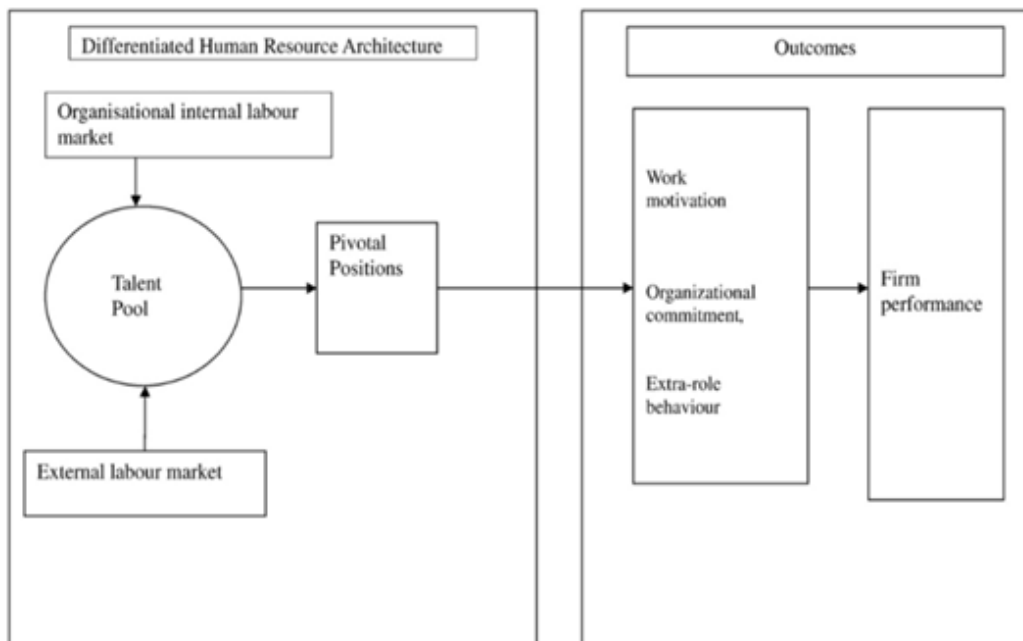 Differentiated Human Resource Architecture
Organisational internal labour
market
Talent
Pool
Pivotal
Positions
External labour market
Outcomes
Work
motivation
Organizational
commitment,
Extra-role
behaviour
Firm
performance